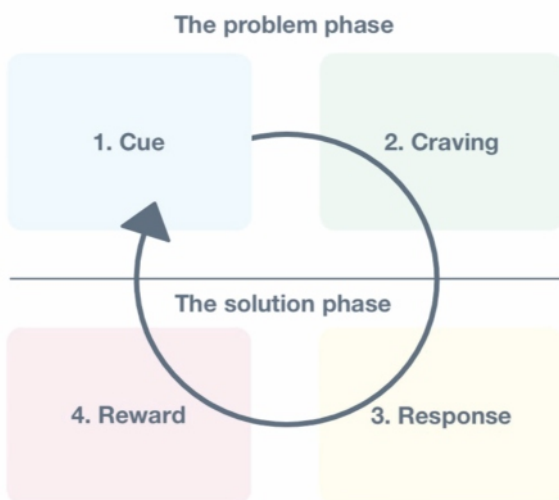 The problem phase
1. Cue
2. Craving
The solution phase
4. Reward
3. Response